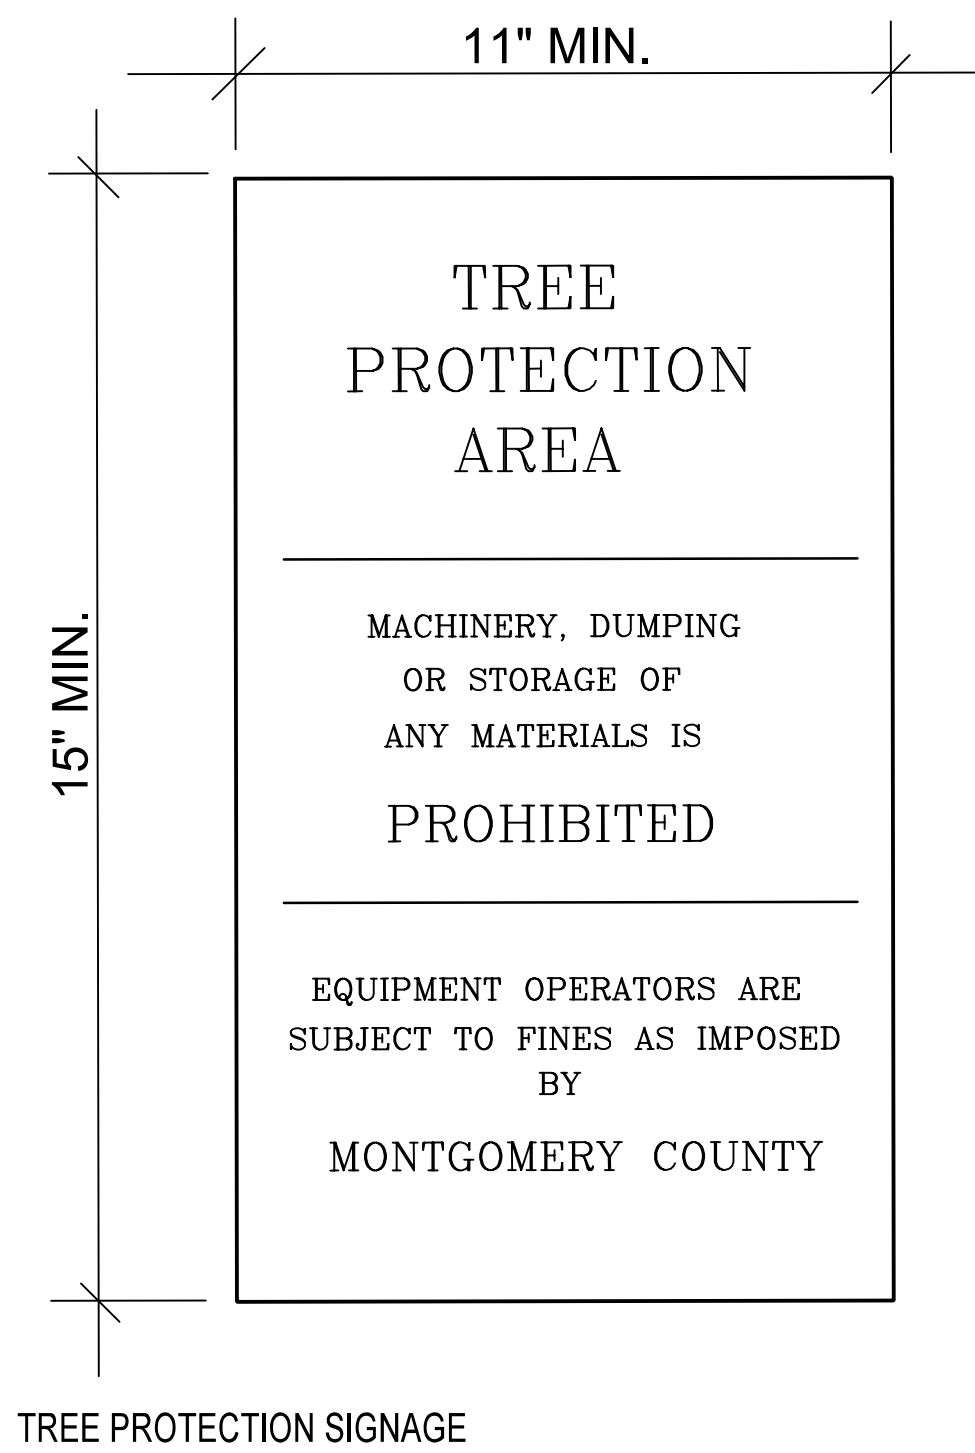 11" MIN.
15" MIN.
TREE
PROTECTION
AREA
MACHINERY, DUMPING
OR STORAGE OF
ANY MATERIALS IS
PROHIBITED
EQUIPMENT OPERATORS ARE
SUBJECT TO FINES AS IMPOSED
BY
MONTGOMERY COUNTY
TREE PROTECTION SIGNAGE